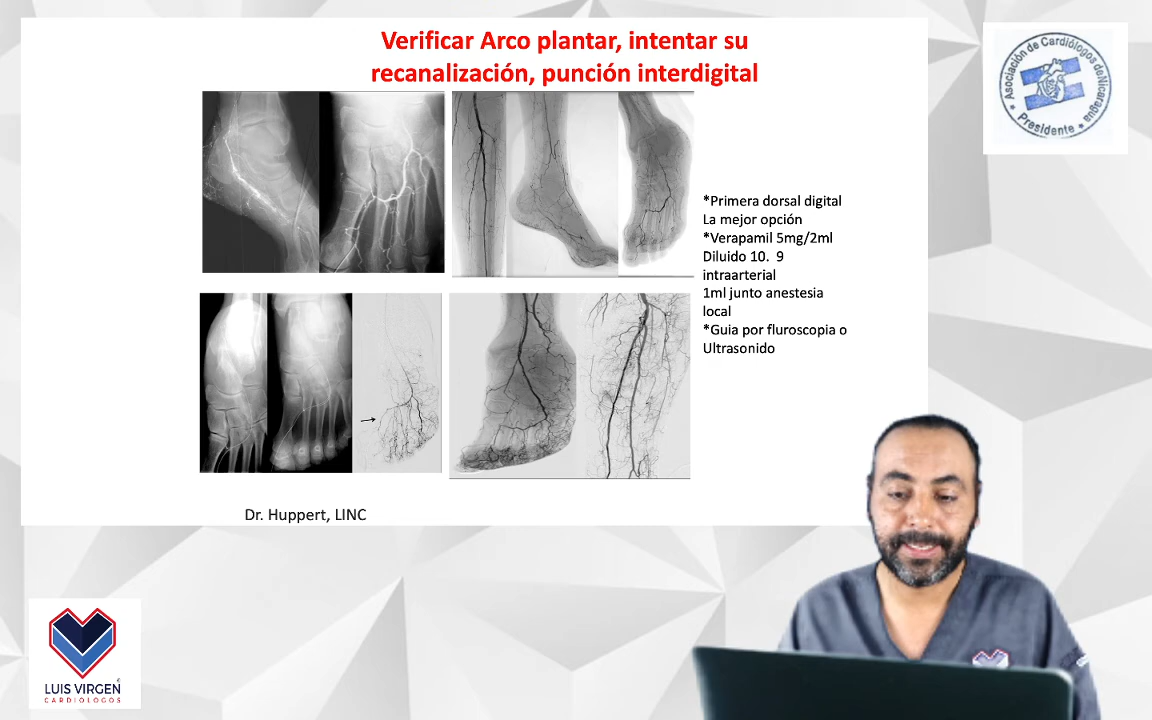 Verificar Arco plantar, intentar su
recanalización, punción interdigital
Asociación de Cardiólogos de Nicaragua
* Presidente *
*Primera dorsal digital
La mejor opción
*Verapamil 5mg/2ml
Diluido 10. 9
intraarterial
1ml junto anestesia
local
*Guia por fluroscopia o
Ultrasonido
Dr. Huppert, LINC
LUIS VIRGEN
CARDIOLOGOS